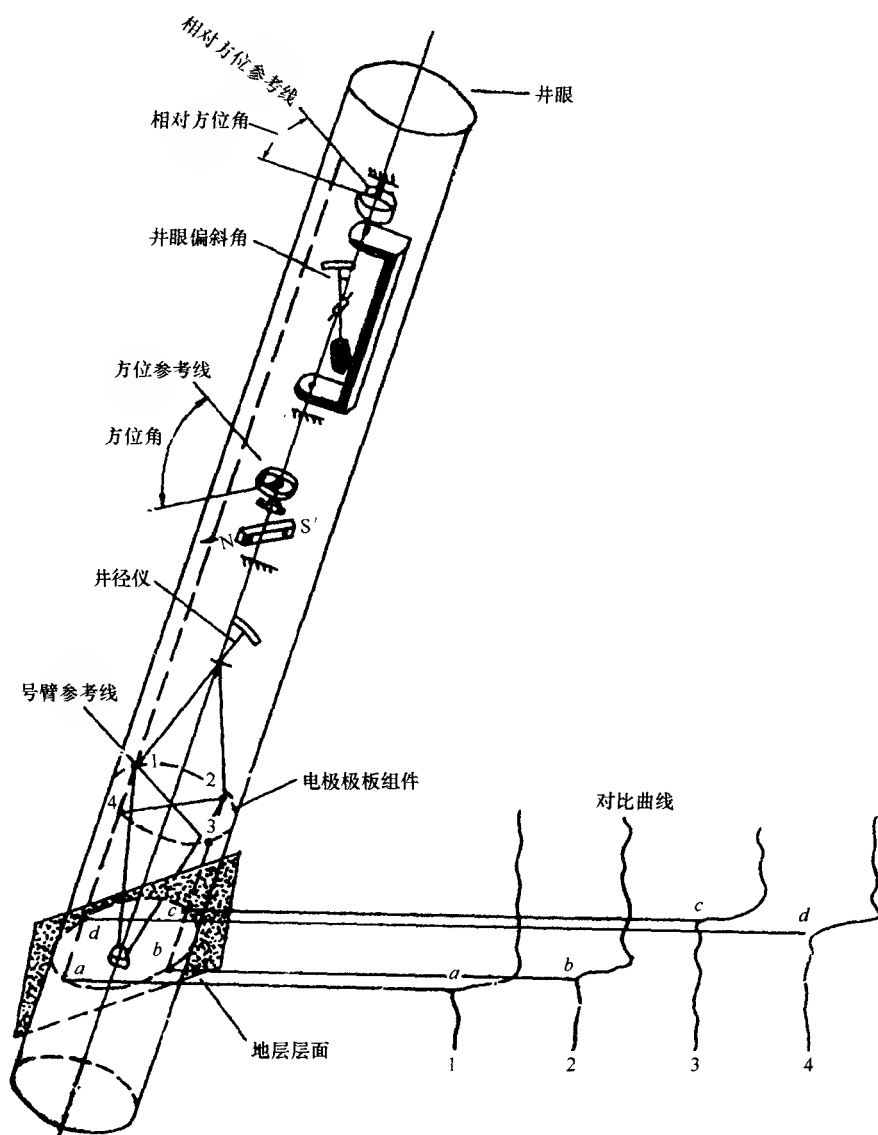 相对方位参考线
井眼
相对方位角
井眼偏斜角
方位参考线
方位角
N
S'
井径仪
号臂参考线
1
2
电极极板组件
4
3
对比曲线
c
c
d
d
b
a
a
b
地层层面
1
2
3
4